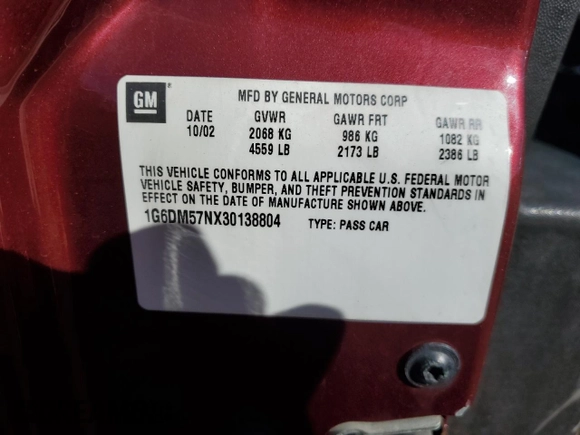 GM ®
MFD BY GENERAL MOTORS CORP
DATE GVWR GAWR FRT GAWR RR
10/02 2068 KG 986 KG 1082 KG
4559 LB 2173 LB 2386 LB
THIS VEHICLE CONFORMS TO ALL APPLICABLE U.S. FEDERAL MOTOR
VEHICLE SAFETY, BUMPER, AND THEFT PREVENTION STANDARDS IN
EFFECT ON THE DATE OF MANUFACTURE SHOWN ABOVE.
1G6DM57NX30138804 TYPE: PASS CAR